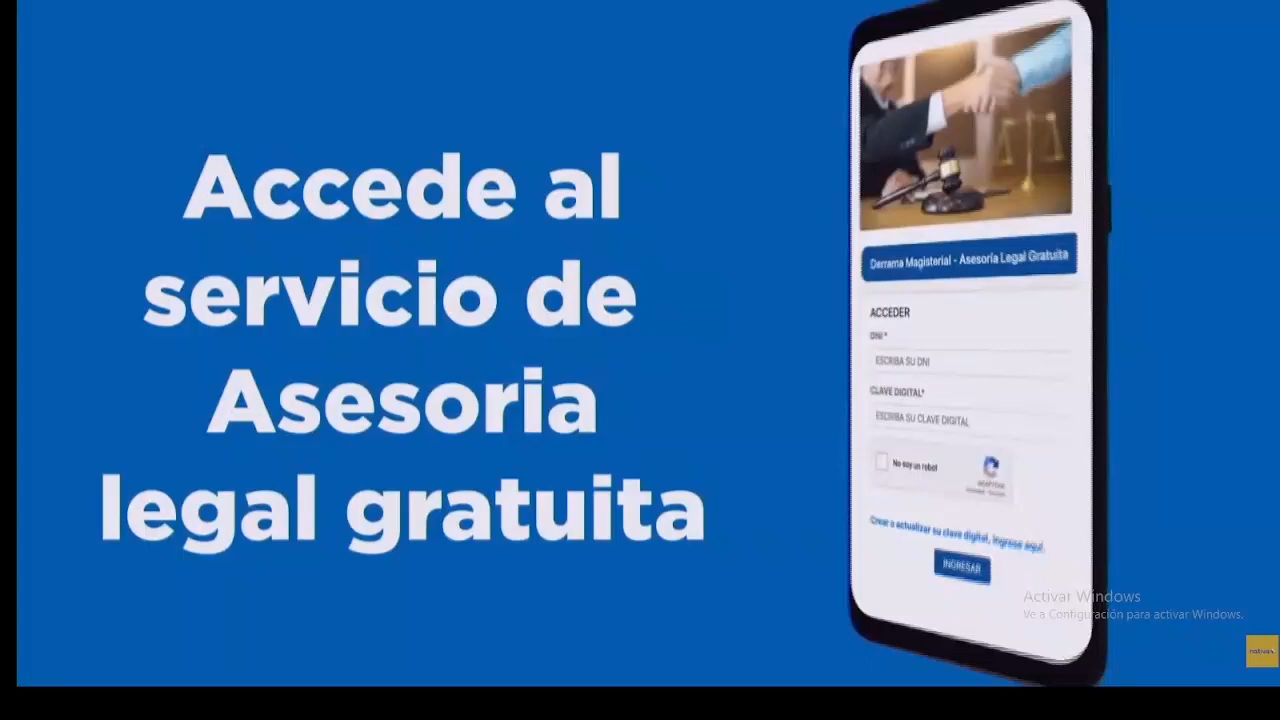 Accede al
servicio de
Asesoria
legal gratuita
Derrama Magisterial - Asesoría Legal Gratuita
ACCEDER
DNI *
ESCRIBA SU DNI
CLAVE DIGITAL*
ESCRIBA SU CLAVE DIGITAL
No soy un robot
Crear o actualizar su clave digital, ingrese aquí.
INGRESAR
Activar Windows
Ve a Configuración para activar Windows.